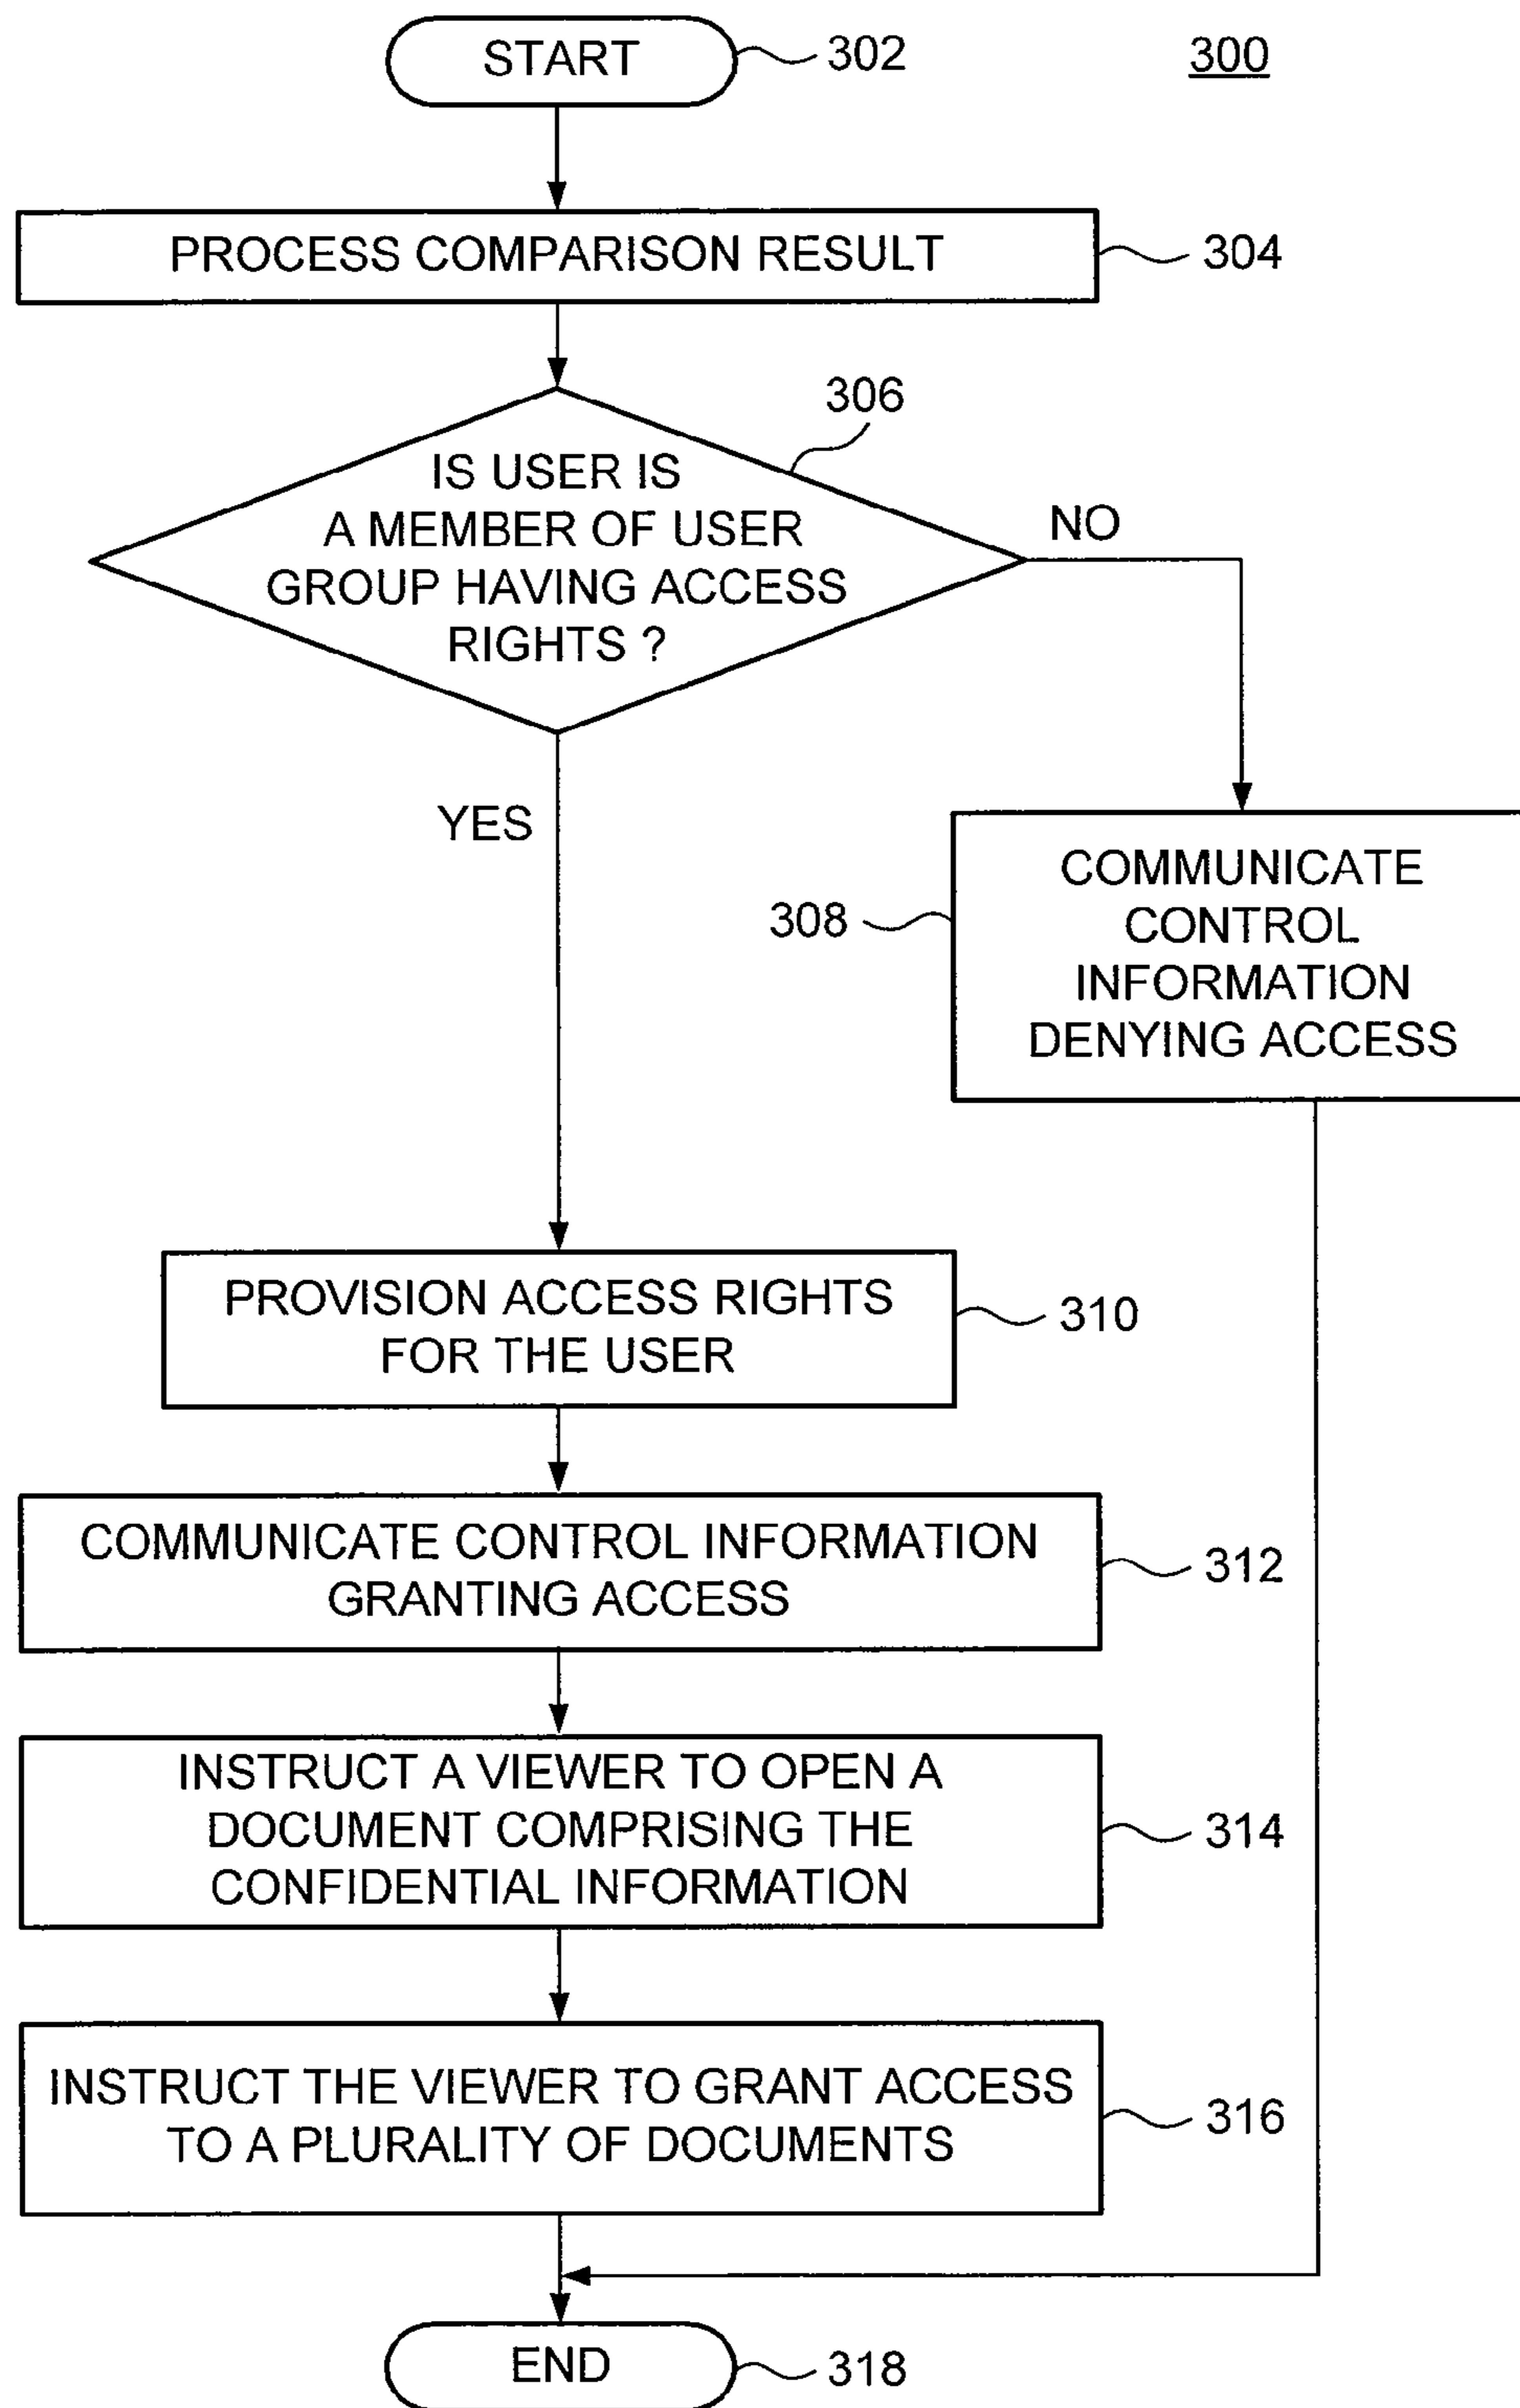 START
302
300
PROCESS COMPARISON RESULT
304
306
IS USER IS
A MEMBER OF USER
GROUP HAVING ACCESS
RIGHTS ?
NO
YES
308
COMMUNICATE
CONTROL
INFORMATION
DENYING ACCESS
PROVISION ACCESS RIGHTS
FOR THE USER
310
COMMUNICATE CONTROL INFORMATION
GRANTING ACCESS
312
INSTRUCT A VIEWER TO OPEN A
DOCUMENT COMPRISING THE
CONFIDENTIAL INFORMATION
314
INSTRUCT THE VIEWER TO GRANT ACCESS
TO A PLURALITY OF DOCUMENTS
316
END
318